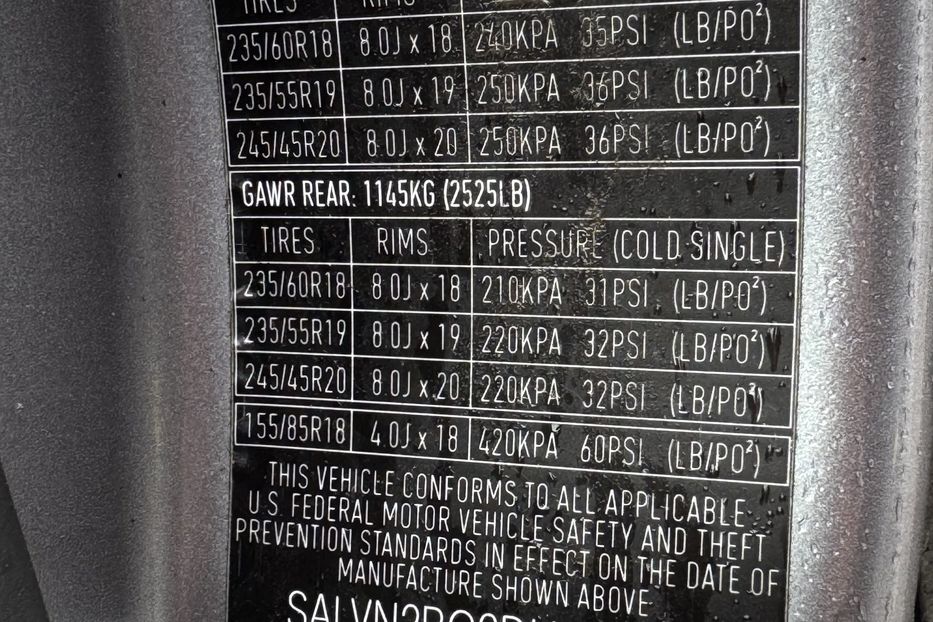 TIRES RIMS
235/60R18 8.0J x 18 240KPA 35PSI (LB/PO²)
235/55R19 8.0J x 19 250KPA 36PSI (LB/PO²)
245/45R20 8.0J x 20 250KPA 36PSI (LB/PO²)
GAWR REAR: 1145KG (2525LB)
TIRES RIMS PRESSURE (COLD SINGLE)
235/60R18 8.0J x 18 210KPA 31PSI (LB/PO²)
235/55R19 8.0J x 19 220KPA 32PSI (LB/PO²)
245/45R20 8.0J x 20 220KPA 32PSI (LB/PO²)
155/85R18 4.0J x 18 420KPA 60PSI (LB/PO²)
THIS VEHICLE CONFORMS TO ALL APPLICABLE
U.S. FEDERAL MOTOR VEHICLE SAFETY AND THEFT
PREVENTION STANDARDS IN EFFECT ON THE DATE OF
MANUFACTURE SHOWN ABOVE